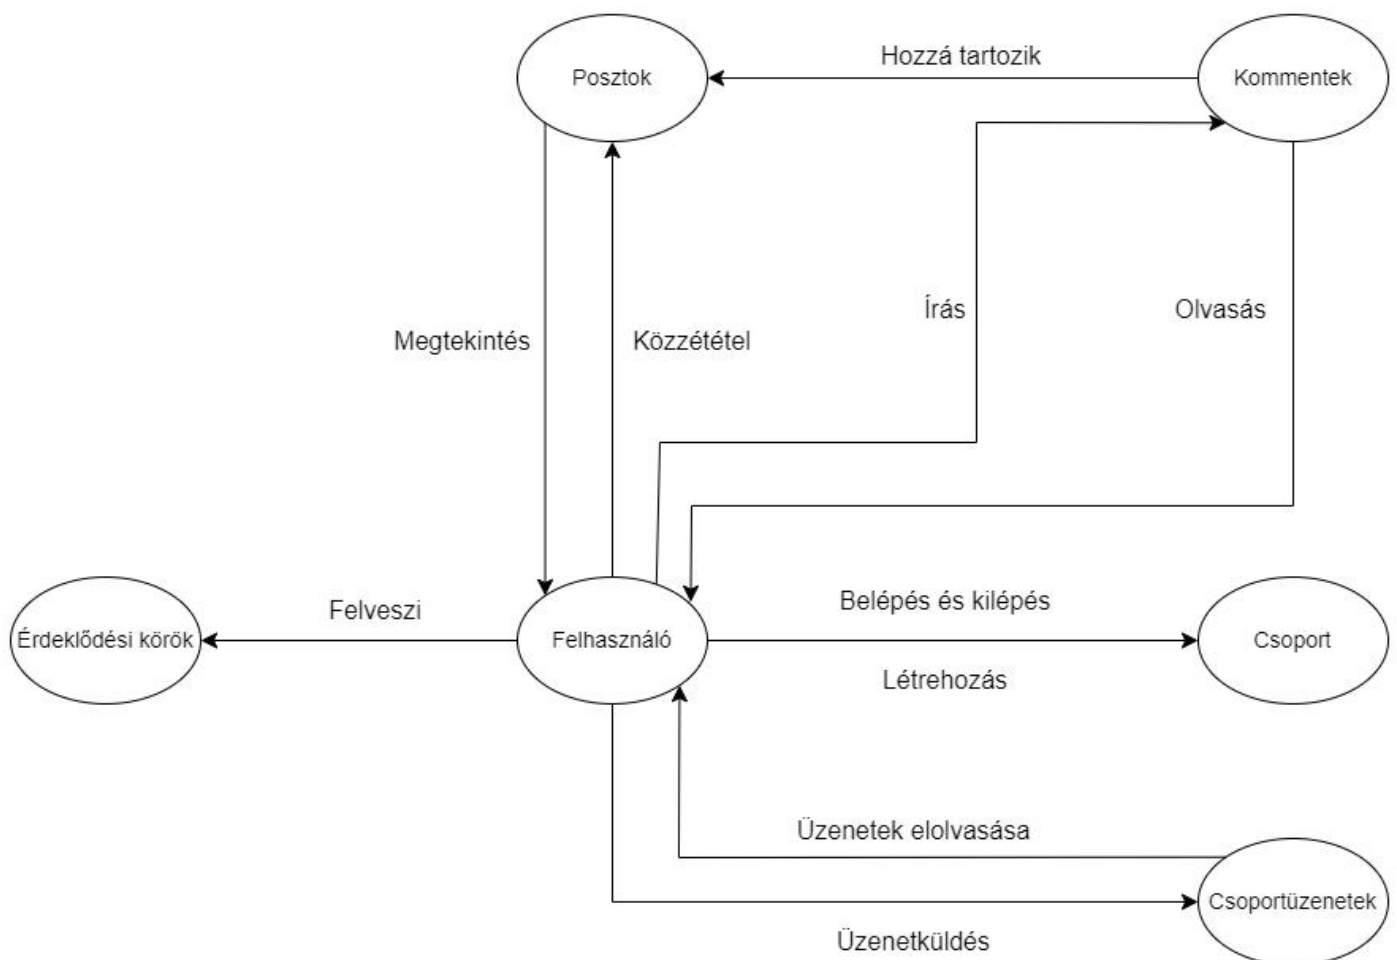 Hozzá tartozik
Posztok
Kommentek
Írás
Olvasás
Megtekintés
Közzététel
Belépés és kilépés
Felveszi
Érdeklődési körök
Felhasználó
Csoport
Létrehozás
Üzenetek elolvasása
Csoportüzenetek
Üzenetküldés